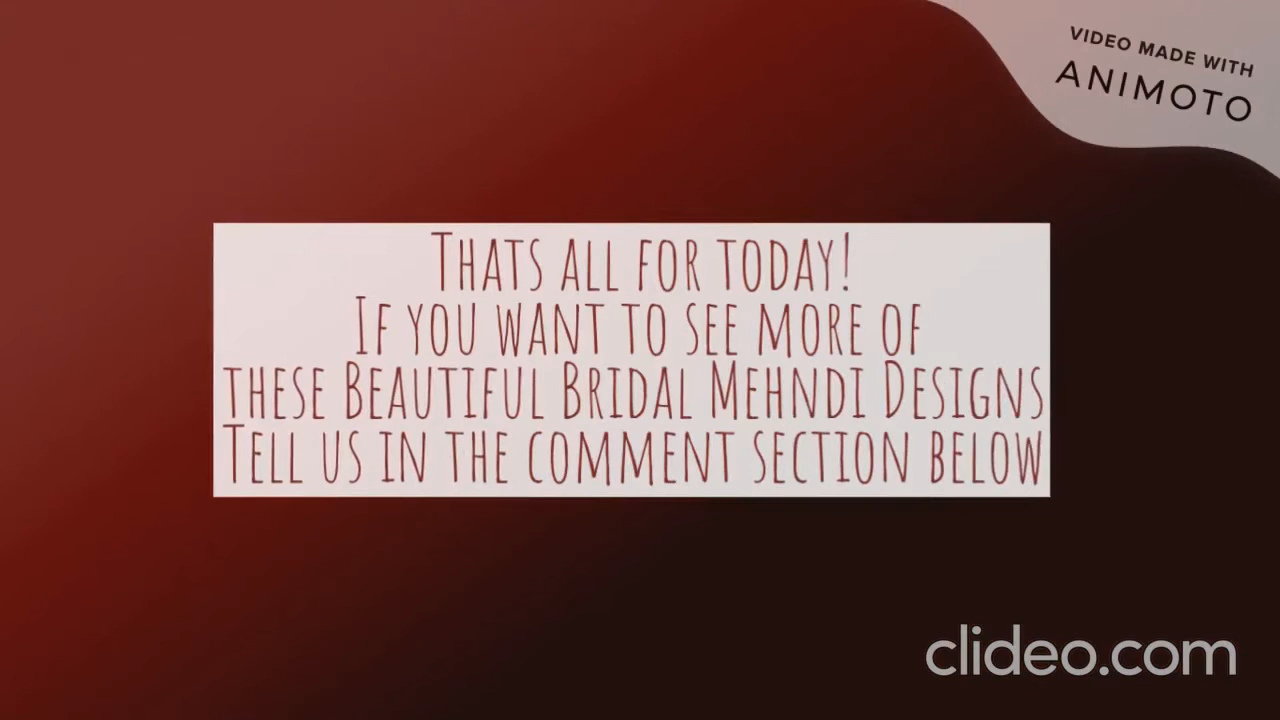 VIDEO MADE WITH
ANIMOTO
THATS ALL FOR TODAY!
IF YOU WANT TO SEE MORE OF
THESE BEAUTIFUL BRIDAL MEHNDI DESIGNS
TELL US IN THE COMMENT SECTION BELOW
clideo.com